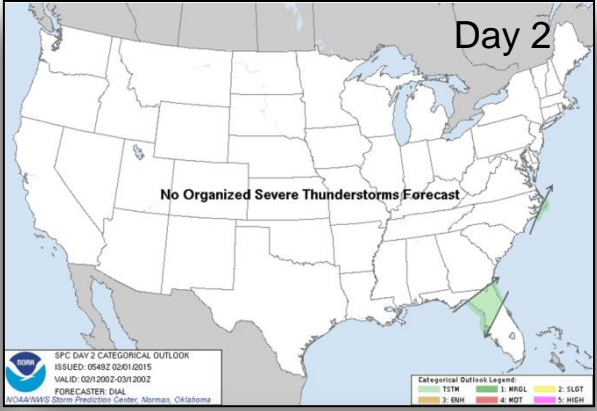 Day 2
No Organized Severe Thunderstorms Forecast
NOAA
SPC DAY 2 CATEGORICAL OUTLOOK
ISSUED: 0549Z 02/01/2015
VALID: 02/1200Z-03/1200Z
FORECASTER: DIAL
NOAA/NWS Storm Prediction Center, Norman, Oklahoma
Categorical Outlook Legend:
TSTM 1: MRGL 2: SLGT
3: ENH 4: MDT 5: HIGH